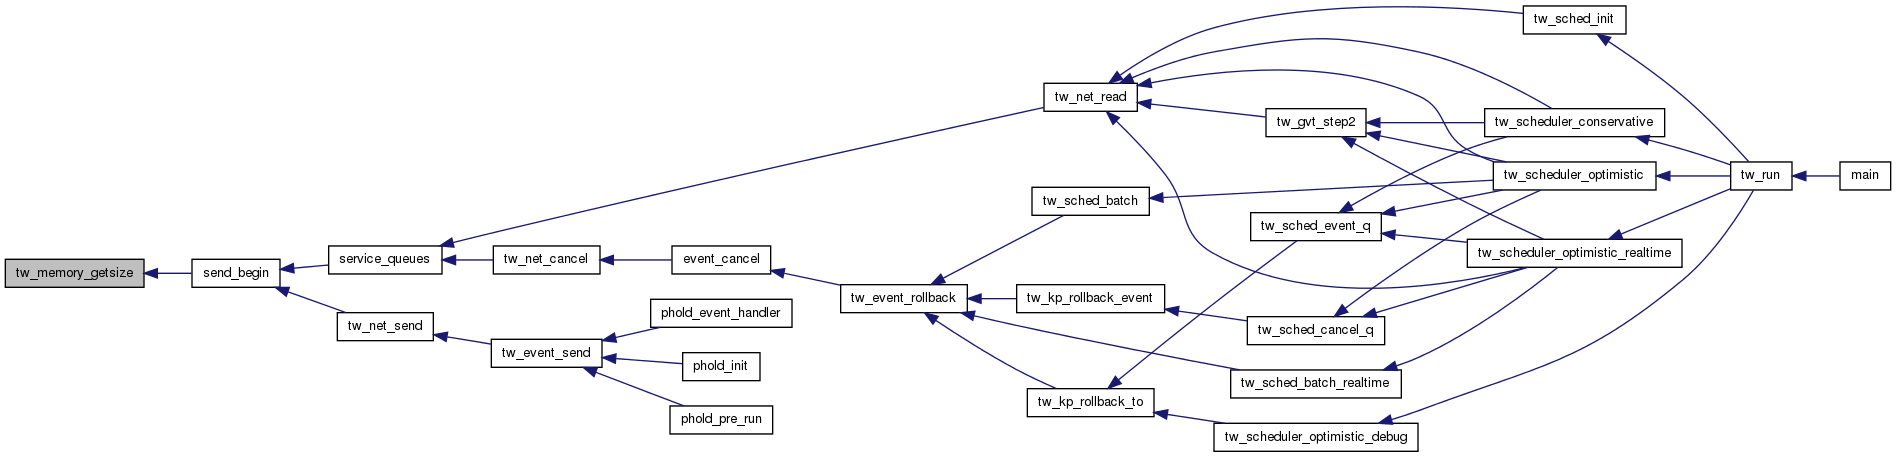 tw_memory_getsize
send_begin
service_queues
tw_net_send
tw_net_cancel
tw_event_send
event_cancel
phold_event_handler
phold_init
phold_pre_run
tw_event_rollback
tw_net_read
tw_sched_batch
tw_kp_rollback_event
tw_kp_rollback_to
tw_gvt_step2
tw_sched_event_q
tw_sched_cancel_q
tw_sched_batch_realtime
tw_scheduler_optimistic_debug
tw_sched_init
tw_scheduler_conservative
tw_scheduler_optimistic
tw_scheduler_optimistic_realtime
tw_run
main